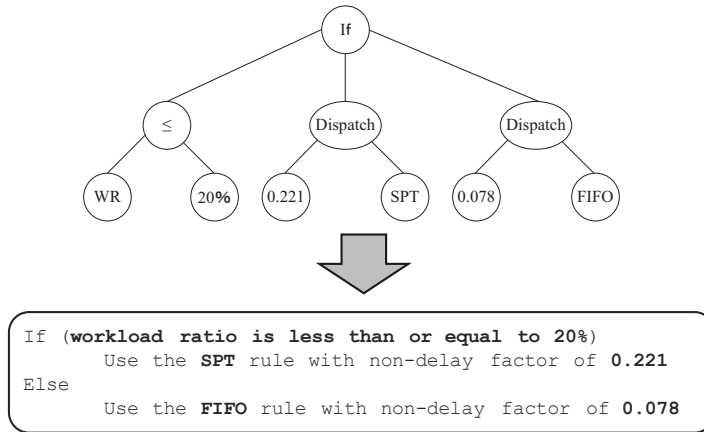 If
≤ Dispatch Dispatch
WR 20% 0.221 SPT 0.078 FIFO
If (workload ratio is less than or equal to 20%)
Use the SPT rule with non-delay factor of 0.221
Else
Use the FIFO rule with non-delay factor of 0.078